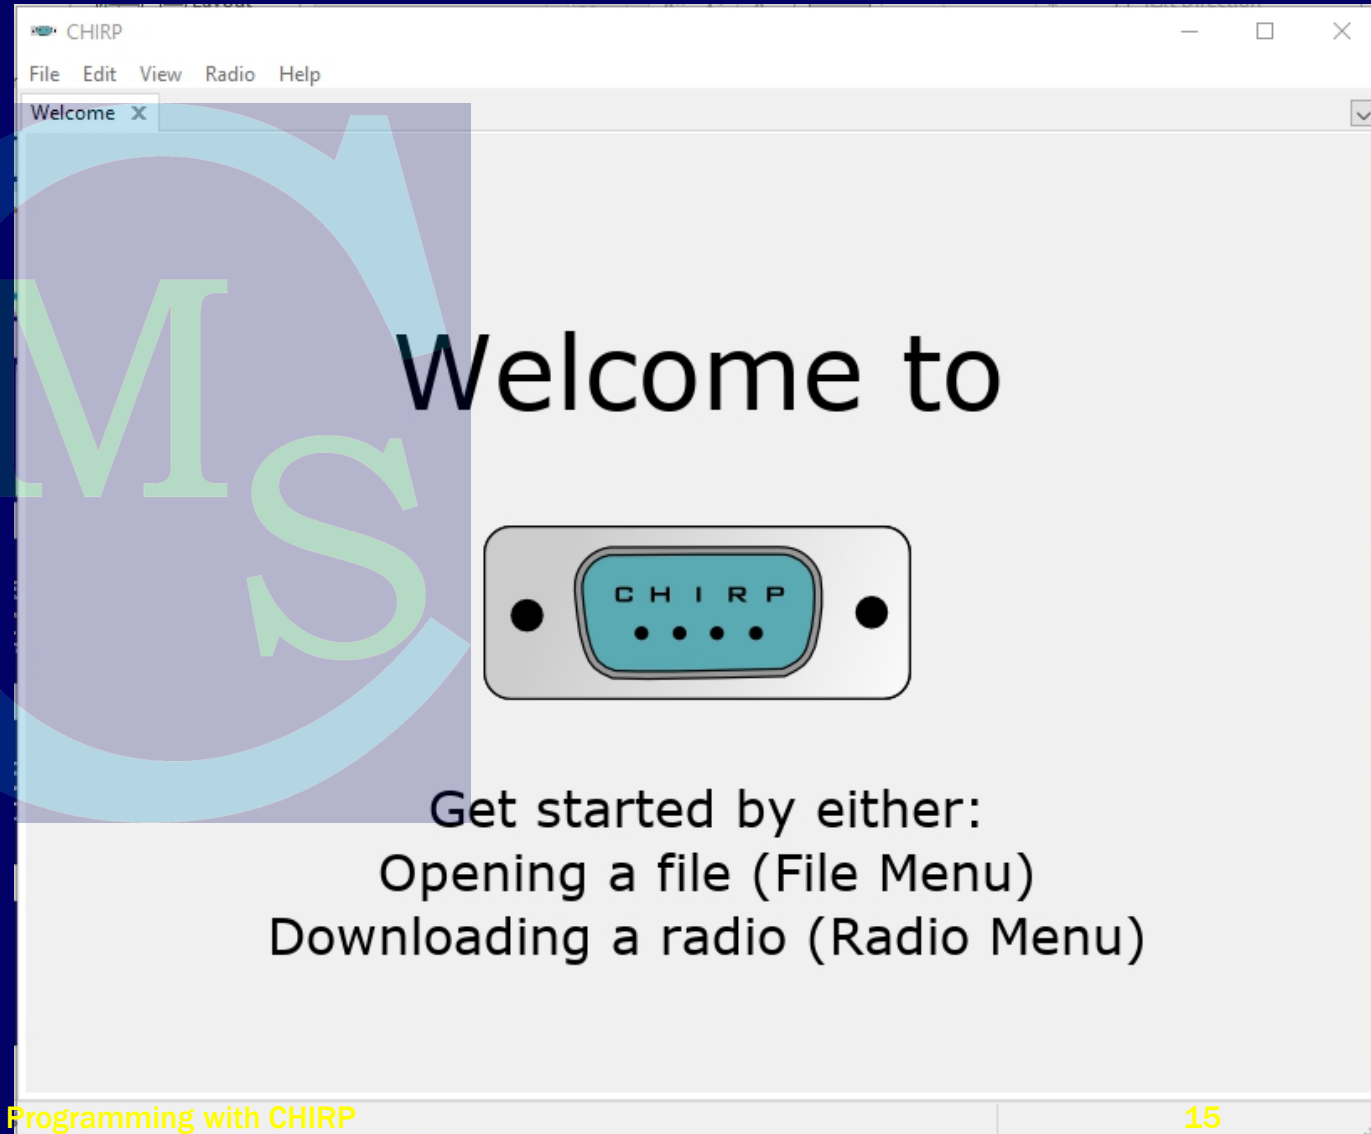 CHIRP
File Edit View Radio Help
Welcome X
MS
Welcome to
CHIRP
Get started by either:
Opening a file (File Menu)
Downloading a radio (Radio Menu)
Programming with CHIRP 15